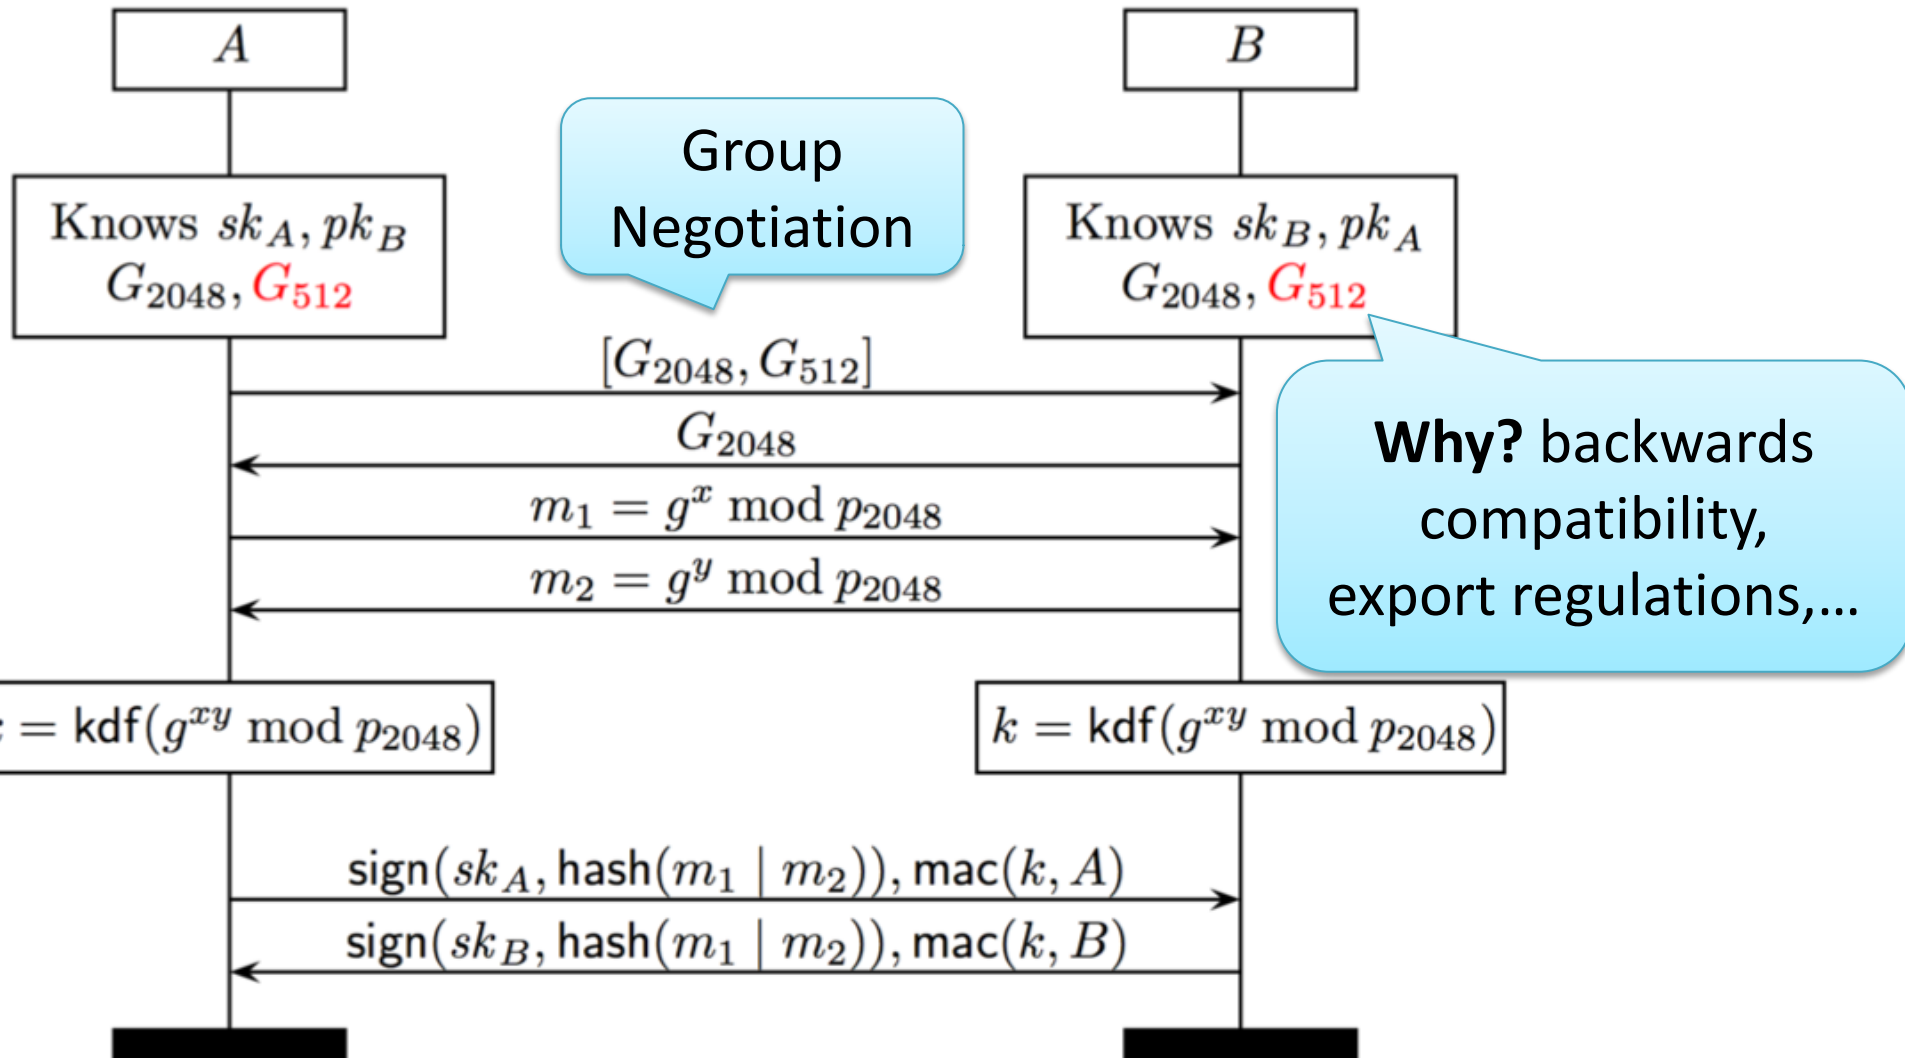 A
B
Group
Negotiation
Knows sk_A, pk_B
G_2048, G_512
Knows sk_B, pk_A
G_2048, G_512
[G_2048, G_512]
G_2048
m_1 = g^x mod p_2048
m_2 = g^y mod p_2048
Why? backwards
compatibility,
export regulations,...
= kdf(g^{xy} mod p_2048)
k = kdf(g^{xy} mod p_2048)
sign(sk_A, hash(m_1 | m_2)), mac(k, A)
sign(sk_B, hash(m_1 | m_2)), mac(k, B)